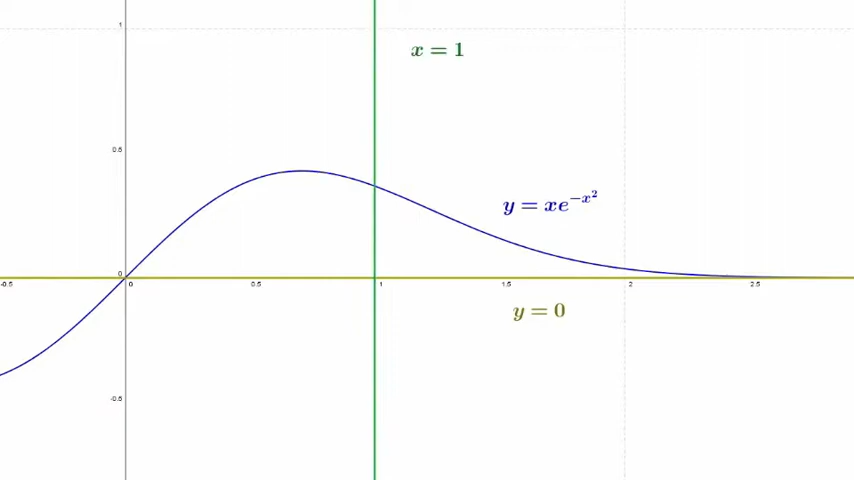 1
x = 1
0.5
y = xe^{-x^2}
0
-0.5 0 0.5 1 1.5 2 2.5
y = 0
-0.5